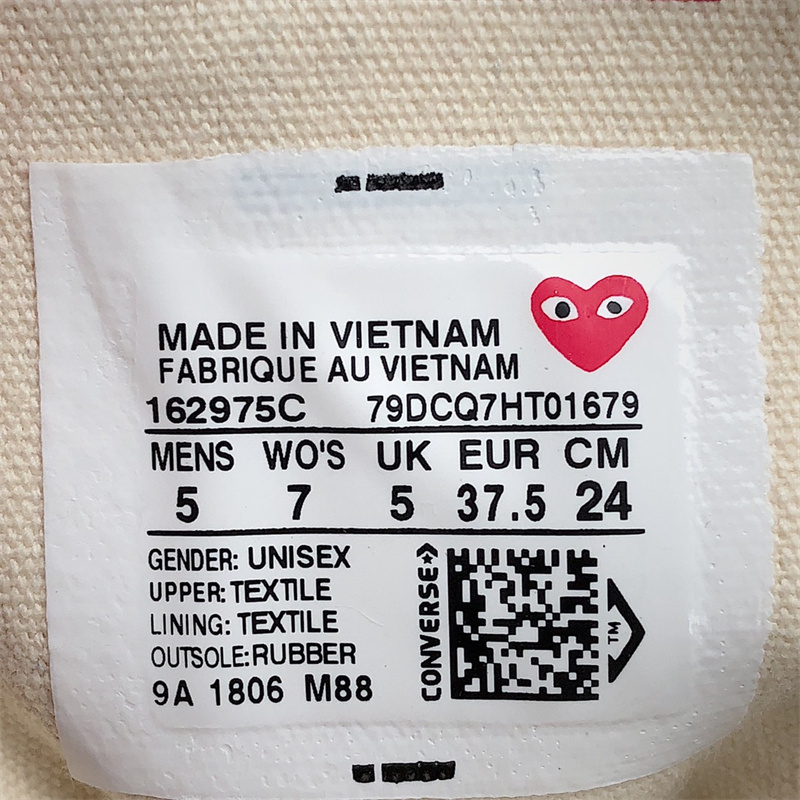 MADE IN VIETNAM
FABRIQUE AU VIETNAM
162975C 79DCQ7HT01679
MENS WO'S UK EUR CM
5 7 5 37.5 24
GENDER: UNISEX
UPPER: TEXTILE
LINING: TEXTILE
OUTSOLE: RUBBER
9A 1806 M88
CONVERSE
TM